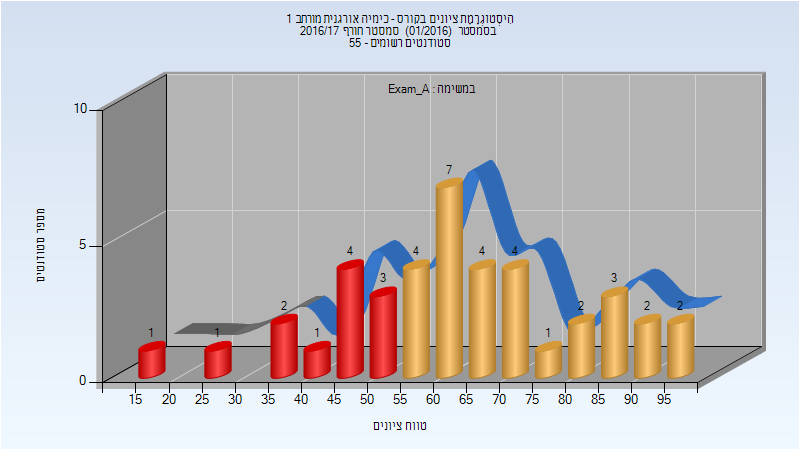 היסטוגרמת ציונים בקורס - כימיה אורגנית מורחב 1
בסמסטר (01/2016) סמסטר חורף 2016/17
סטודנטים רשומים - 55
במשימה : Exam_A
10
5
0
מספר סטודנטים
1 1 2 1 4 3 4 7 4 4 1 2 3 2 2
15 20 25 30 35 40 45 50 55 60 65 70 75 80 85 90 95
טווח ציונים